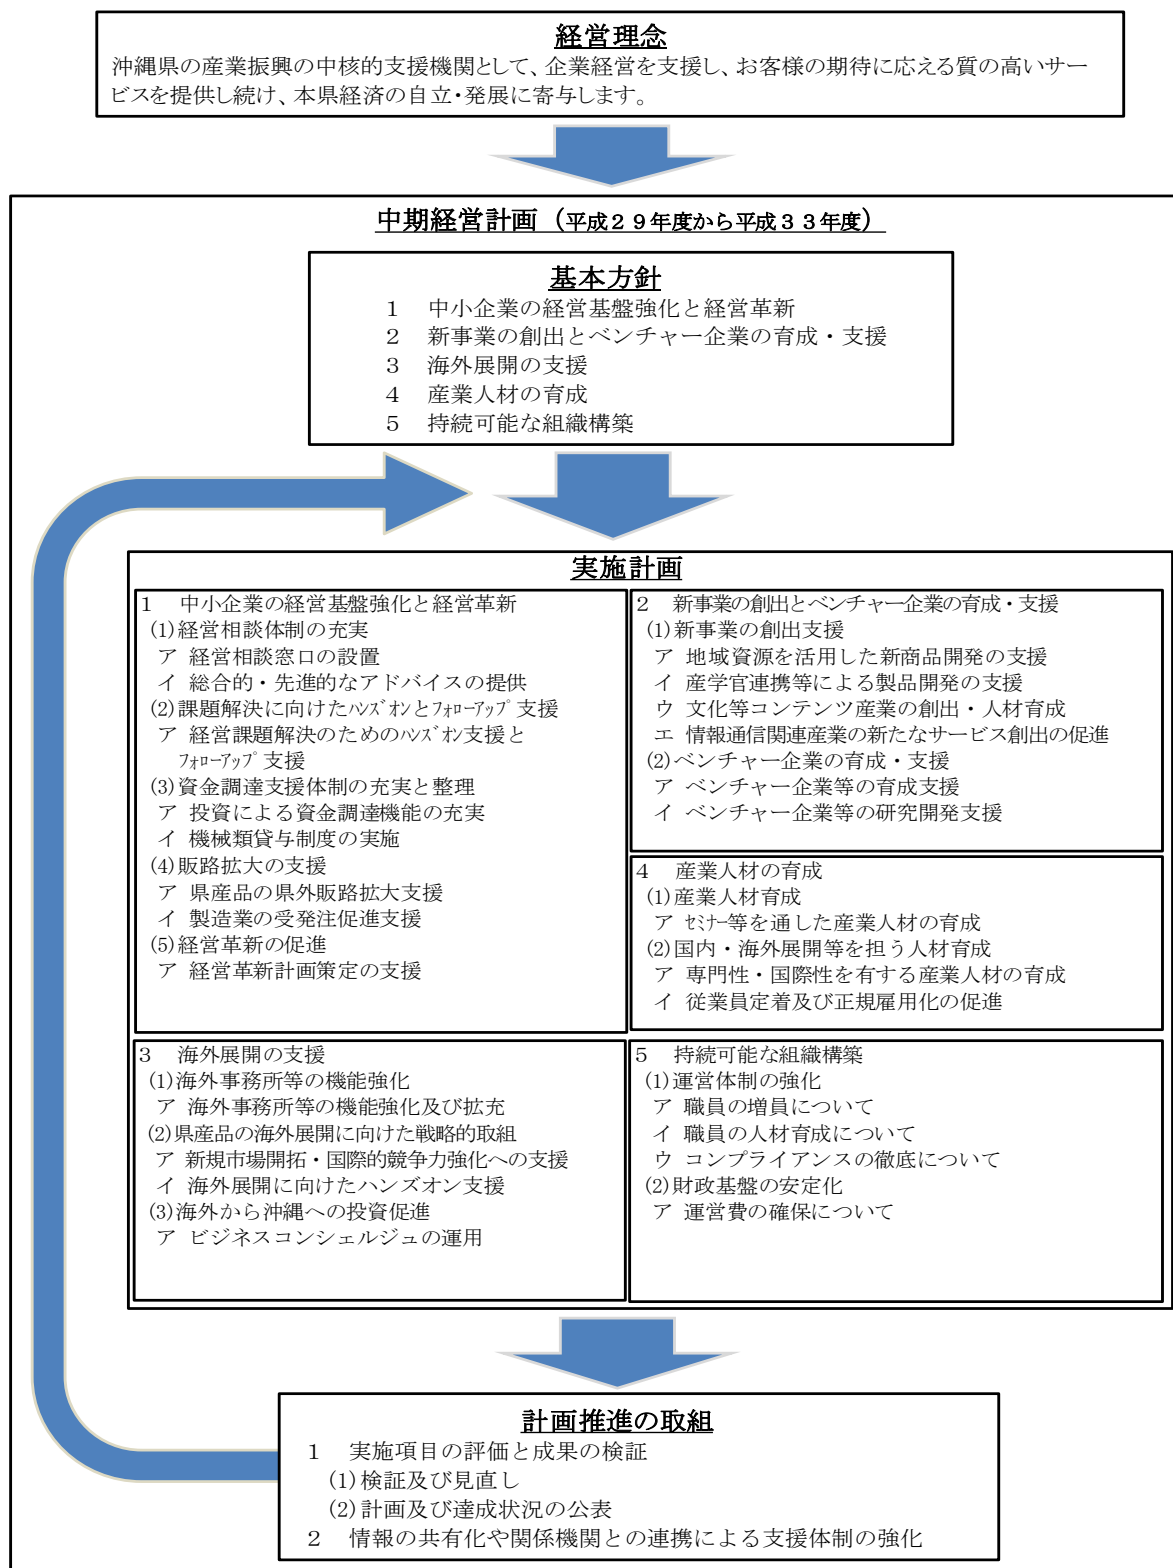 経営理念
沖縄県の産業振興の中核的支援機関として、企業経営を支援し、お客様の期待に応える質の高いサー
ビスを提供し続け、本県経済の自立・発展に寄与します。
中期経営計画（平成２９年度から平成３３年度）
基本方針
１　中小企業の経営基盤強化と経営革新
２　新事業の創出とベンチャー企業の育成・支援
３　海外展開の支援
４　産業人材の育成
５　持続可能な組織構築
実施計画
１　中小企業の経営基盤強化と経営革新
(1)経営相談体制の充実
ア 経営相談窓口の設置
イ 総合的・先進的なアドバイスの提供
(2)課題解決に向けたﾊﾝｽﾞｵﾝとﾌｫﾛｰｱｯﾌﾟ支援
ア 経営課題解決のためのﾊﾝｽﾞｵﾝ支援と
ﾌｫﾛｰｱｯﾌﾟ支援
(3)資金調達支援体制の充実と整理
ア 投資による資金調達機能の充実
イ 機械類貸与制度の実施
(4)販路拡大の支援
ア 県産品の県外販路拡大支援
イ 製造業の受発注促進支援
(5)経営革新の促進
ア 経営革新計画策定の支援
２　新事業の創出とベンチャー企業の育成・支援
(1)新事業の創出支援
ア 地域資源を活用した新商品開発の支援
イ 産学官連携等による製品開発の支援
ウ 文化等コンテンツ産業の創出・人材育成
エ 情報通信関連産業の新たなサービス創出の促進
(2)ベンチャー企業の育成・支援
ア ベンチャー企業等の育成支援
イ ベンチャー企業等の研究開発支援
４　産業人材の育成
(1)産業人材育成
ア ｾﾐﾅｰ等を通した産業人材の育成
(2)国内・海外展開等を担う人材育成
ア 専門性・国際性を有する産業人材の育成
イ 従業員定着及び正規雇用化の促進
３　海外展開の支援
(1)海外事務所等の機能強化
ア 海外事務所等の機能強化及び拡充
(2)県産品の海外展開に向けた戦略的取組
ア 新規市場開拓・国際的競争力強化への支援
イ 海外展開に向けたハンズオン支援
(3)海外から沖縄への投資促進
ア ビジネスコンシェルジュの運用
５　持続可能な組織構築
(1)運営体制の強化
ア 職員の増員について
イ 職員の人材育成について
ウ コンプライアンスの徹底について
(2)財政基盤の安定化
ア 運営費の確保について
計画推進の取組
１　実施項目の評価と成果の検証
(1)検証及び見直し
(2)計画及び達成状況の公表
２　情報の共有化や関係機関との連携による支援体制の強化